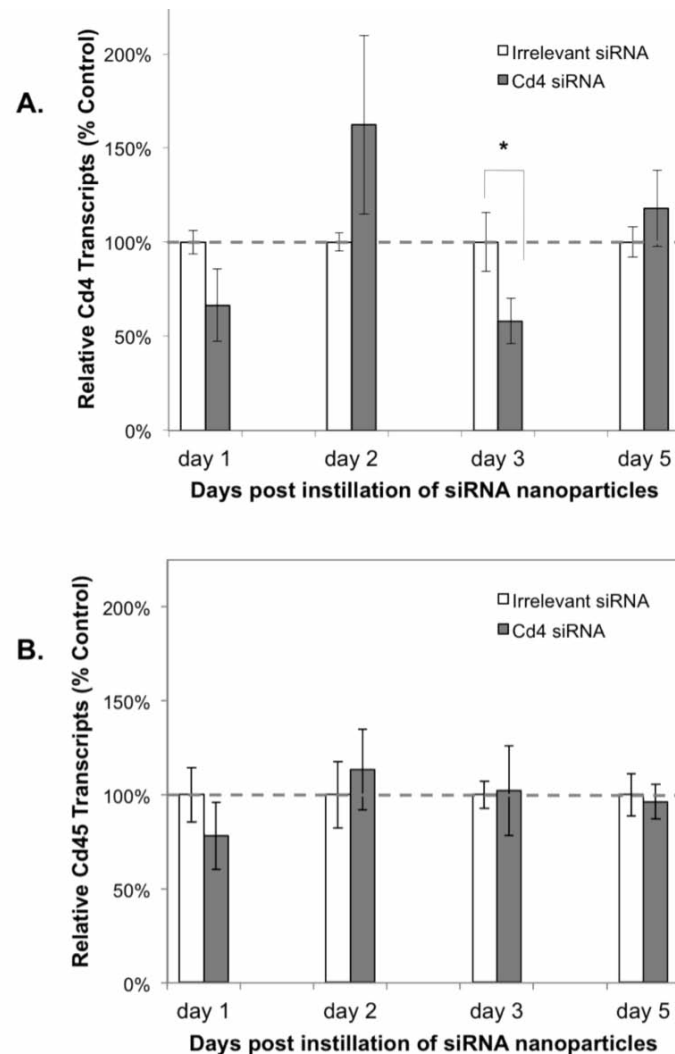 A.
Relative Cd4 Transcripts (% Control)
200%
150%
100%
50%
0%
Irrelevant siRNA
Cd4 siRNA
*
day 1 day 2 day 3 day 5
Days post instillation of siRNA nanoparticles
B.
Relative Cd45 Transcripts (% Control)
200%
150%
100%
50%
0%
Irrelevant siRNA
Cd4 siRNA
day 1 day 2 day 3 day 5
Days post instillation of siRNA nanoparticles